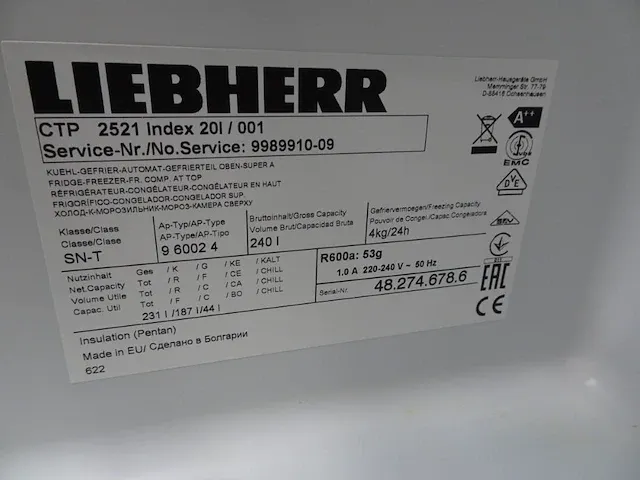 LIEBHERR
Liebherr-Hausgeräte GmbH
Memminger Str. 77-79
D-88416 Ochsenhausen
CTP 2521 Index 20I / 001
Service-Nr./No.Service: 9989910-09
A++
EMC
KUEHL-GEFRIER-AUTOMAT-GEFRIERTEIL OBEN-SUPER A
FRIDGE-FREEZER-FR. COMP. AT TOP
RÉFRIGÉRATEUR-CONGÉLATEUR-CONGÉLATEUR EN HAUT
FRIGORÍFICO-CONGELADOR-CONGELADOR SUP.
ХОЛОД-К-МОРОЗИЛЬНИК-МОРОЗ-КАМЕРА СВЕРХУ
Klasse/Class
Classe/Clase
SN-T
Ap-Typ/AP-Type
AP-Type/AP-Tipo
9 6002 4
Bruttoinhalt/Gross Capacity
Volume Brut/Capacidad Bruta
240 l
Gefriervermoegen/Freezing Capacity
Pouvoir de Congel./Capac.Congeladora
4kg/24h
Nutzinhalt Ges / K / G / KE / KALT
Net.Capacity Tot / R / F / CE / CHILL
Volume Utile Tot / R / C / CA / CHILL
Capac. Util Tot / F / C / BO / CHILL
231 l /187 l /44 l
R600a: 53g
1.0 A 220-240 V ~ 50 Hz
Serial-Nr. 48.274.678.6
EAC
CE
Insulation (Pentan)
Made in EU/ Сделано в Болгарии
622